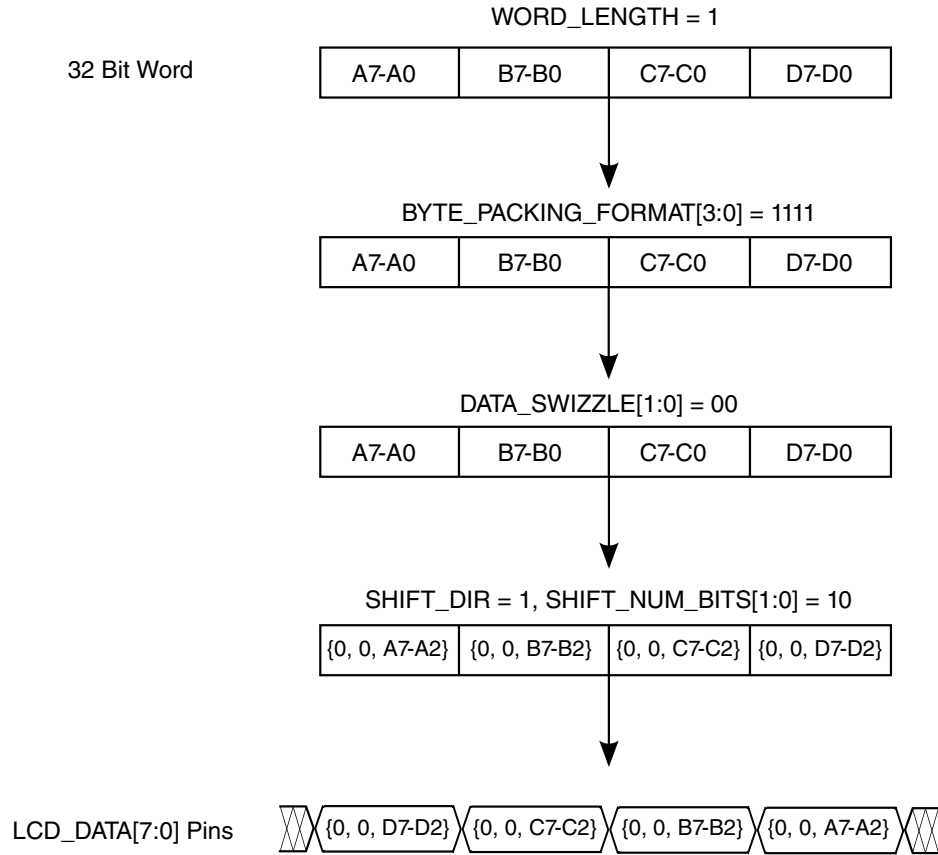 WORD_LENGTH = 1
32 Bit Word A7-A0 B7-B0 C7-C0 D7-D0
BYTE_PACKING_FORMAT[3:0] = 1111
A7-A0 B7-B0 C7-C0 D7-D0
DATA_SWIZZLE[1:0] = 00
A7-A0 B7-B0 C7-C0 D7-D0
SHIFT_DIR = 1, SHIFT_NUM_BITS[1:0] = 10
{0, 0, A7-A2} {0, 0, B7-B2} {0, 0, C7-C2} {0, 0, D7-D2}
LCD_DATA[7:0] Pins {0, 0, D7-D2} {0, 0, C7-C2} {0, 0, B7-B2} {0, 0, A7-A2}